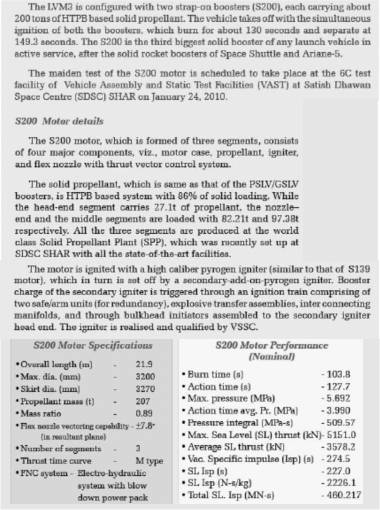 The LVM3 is configured with two strap-on boosters (S200), each carrying about
200 tons of HTPB based solid propellant. The vehicle takes off with the simultaneous
ignition of both the boosters, which burn for about 130 seconds and separate at
149.3 seconds. The S200 is the third biggest solid booster of any launch vehicle in
active service, after the solid rocket boosters of Space Shuttle and Ariane-5.
The maiden test of the S200 motor is scheduled to take place at the 6C test
facility of Vehicle Assembly and Static Test Facilities (VAST) at Satish Dhawan
Space Centre (SDSC) SHAR on January 24, 2010.
S200 Motor details
The S200 motor, which is formed of three segments, consists
of four major components, viz., motor case, propellant, igniter,
and flex nozzle with thrust vector control system.
The solid propellant, which is same as that of the PSLV/GSLV
boosters, is HTPB based system with 86% of solid loading. While
the head-end segment carries 27.1t of propellant, the nozzle-
end and the middle segments are loaded with 82.21t and 97.38t
respectively. All the three segments are produced at the world
class Solid Propellant Plant (SPP), which was recently set up at
SDSC SHAR with all the state-of-the-art facilities.
The motor is ignited with a high caliber pyrogen igniter (similar to that of S139
motor), which in turn is set off by a secondary-add-on-pyrogen igniter. Booster
charge of the secondary igniter is triggered through an ignition train comprising of
two safe/arm units (for redundancy), explosive transfer assemblies, inter connecting
manifolds, and through bulkhead initiators assembled to the secondary igniter
head end. The igniter is realised and qualified by VSSC.
S200 Motor Specifications
• Overall length (m) - 21.9
• Max. dia. (mm) - 3200
• Skirt dia. (mm) - 3270
• Propellant mass (t) - 207
• Mass ratio - 0.89
• Flex nozzle vectoring capability - ±7.8°
(in resultant plane)
• Number of segments - 3
• Thrust time curve - M type
• FNC system - Electro-hydraulic
system with blow
down power pack
S200 Motor Performance
(Nominal)
• Burn time (s) - 103.8
• Action time (s) - 127.7
• Max. pressure (MPa) - 5.692
• Action time avg. Pr. (MPa) - 3.990
• Pressure integral (MPa-s) - 509.57
• Max. Sea Level (SL) thrust (kN)- 5151.0
• Average SL thrust (kN) - 3578.2
• Vac. Specific impulse (Isp) (s) - 274.5
• SL Isp (s) - 227.0
• SL Isp (N-s/kg) - 2226.1
• Total SL. Isp (MN-s) - 460.217